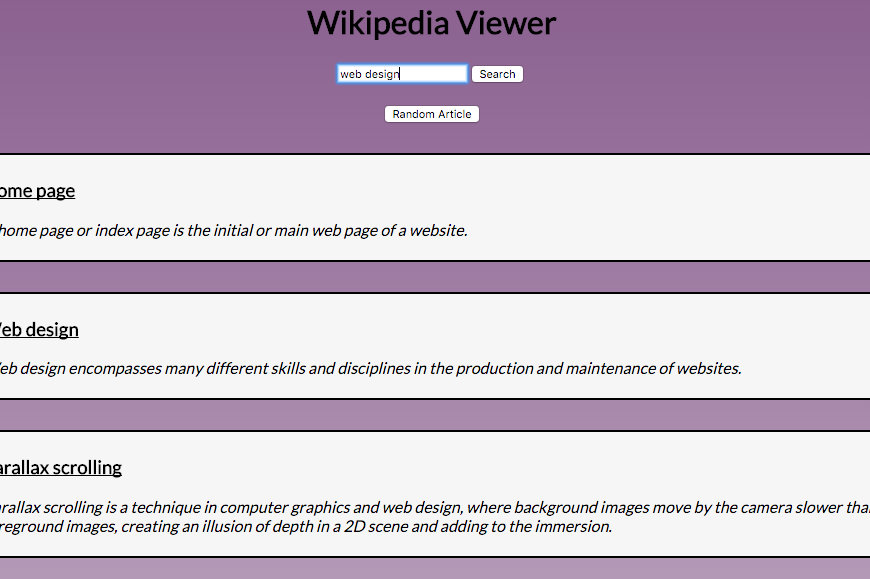 Wikipedia Viewer
web design Search
Random Article
ome page
home page or index page is the initial or main web page of a website.
eb design
eb design encompasses many different skills and disciplines in the production and maintenance of websites.
arallax scrolling
rallax scrolling is a technique in computer graphics and web design, where background images move by the camera slower tha
reground images, creating an illusion of depth in a 2D scene and adding to the immersion.